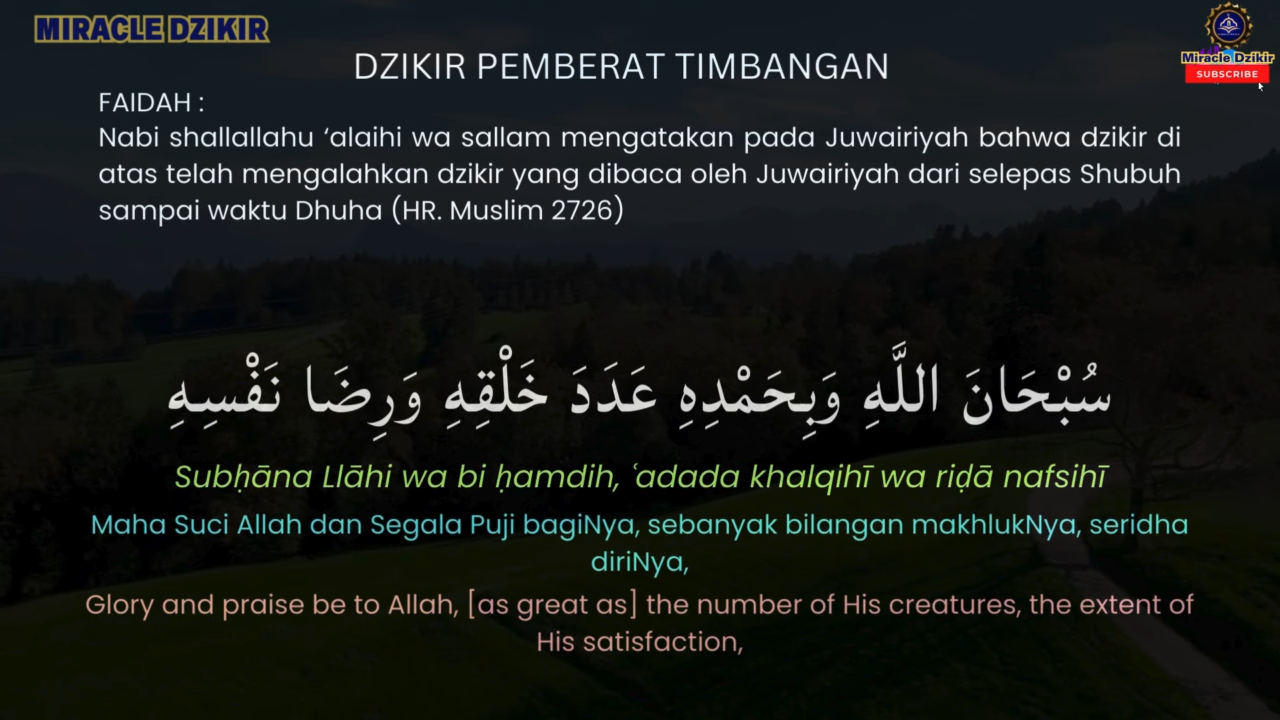 MIRACLE DZIKIR
Miracle Dzikir
SUBSCRIBE
DZIKIR PEMBERAT TIMBANGAN
FAIDAH :
Nabi shallallahu ‘alaihi wa sallam mengatakan pada Juwairiyah bahwa dzikir di
atas telah mengalahkan dzikir yang dibaca oleh Juwairiyah dari selepas Shubuh
sampai waktu Dhuha (HR. Muslim 2726)
سُبْحَانَ اللَّهِ وَبِحَمْدِهِ عَدَدَ خَلْقِهِ وَرِضَا نَفْسِهِ
Subḥāna Llāhi wa bi ḥamdih, ʿadada khalqihī wa riḍā nafsihī
Maha Suci Allah dan Segala Puji bagiNya, sebanyak bilangan makhlukNya, seridha
diriNya,
Glory and praise be to Allah, [as great as] the number of His creatures, the extent of
His satisfaction,